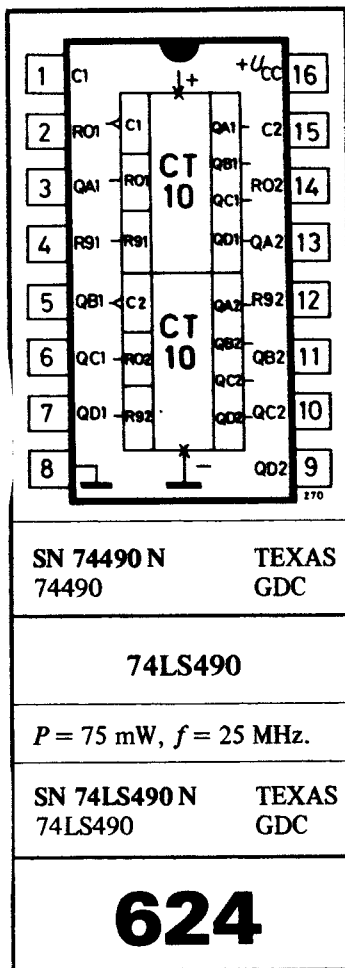 1 C1 + +UCC 16
2 R01 C1 QA1 C2 15
QB1
3 QA1 R01 CT 10 QC1 R02 14
4 R91 R91 QD1 QA2 13
5 QB1 C2 QA2 R92 12
6 QC1 R02 CT 10 QB2 QB2 11
QC2
7 QD1 R92 QD2 QC2 10
8 − QD2 9
270
SN 74490 N TEXAS
74490 GDC
74LS490
P = 75 mW, f = 25 MHz.
SN 74LS490 N TEXAS
74LS490 GDC
624